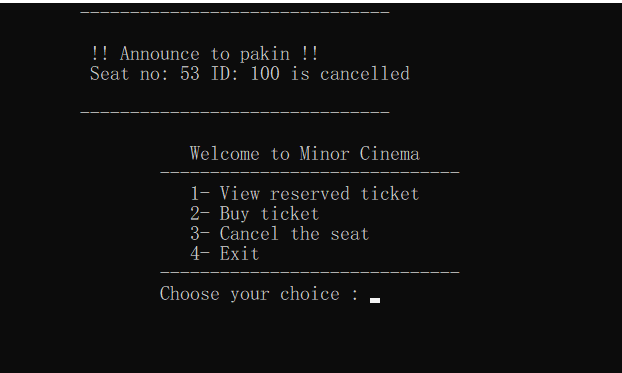 -------------------------------
!! Announce to pakin !!
Seat no: 53 ID: 100 is cancelled
-------------------------------
Welcome to Minor Cinema
------------------------------
1- View reserved ticket
2- Buy ticket
3- Cancel the seat
4- Exit
------------------------------
Choose your choice :